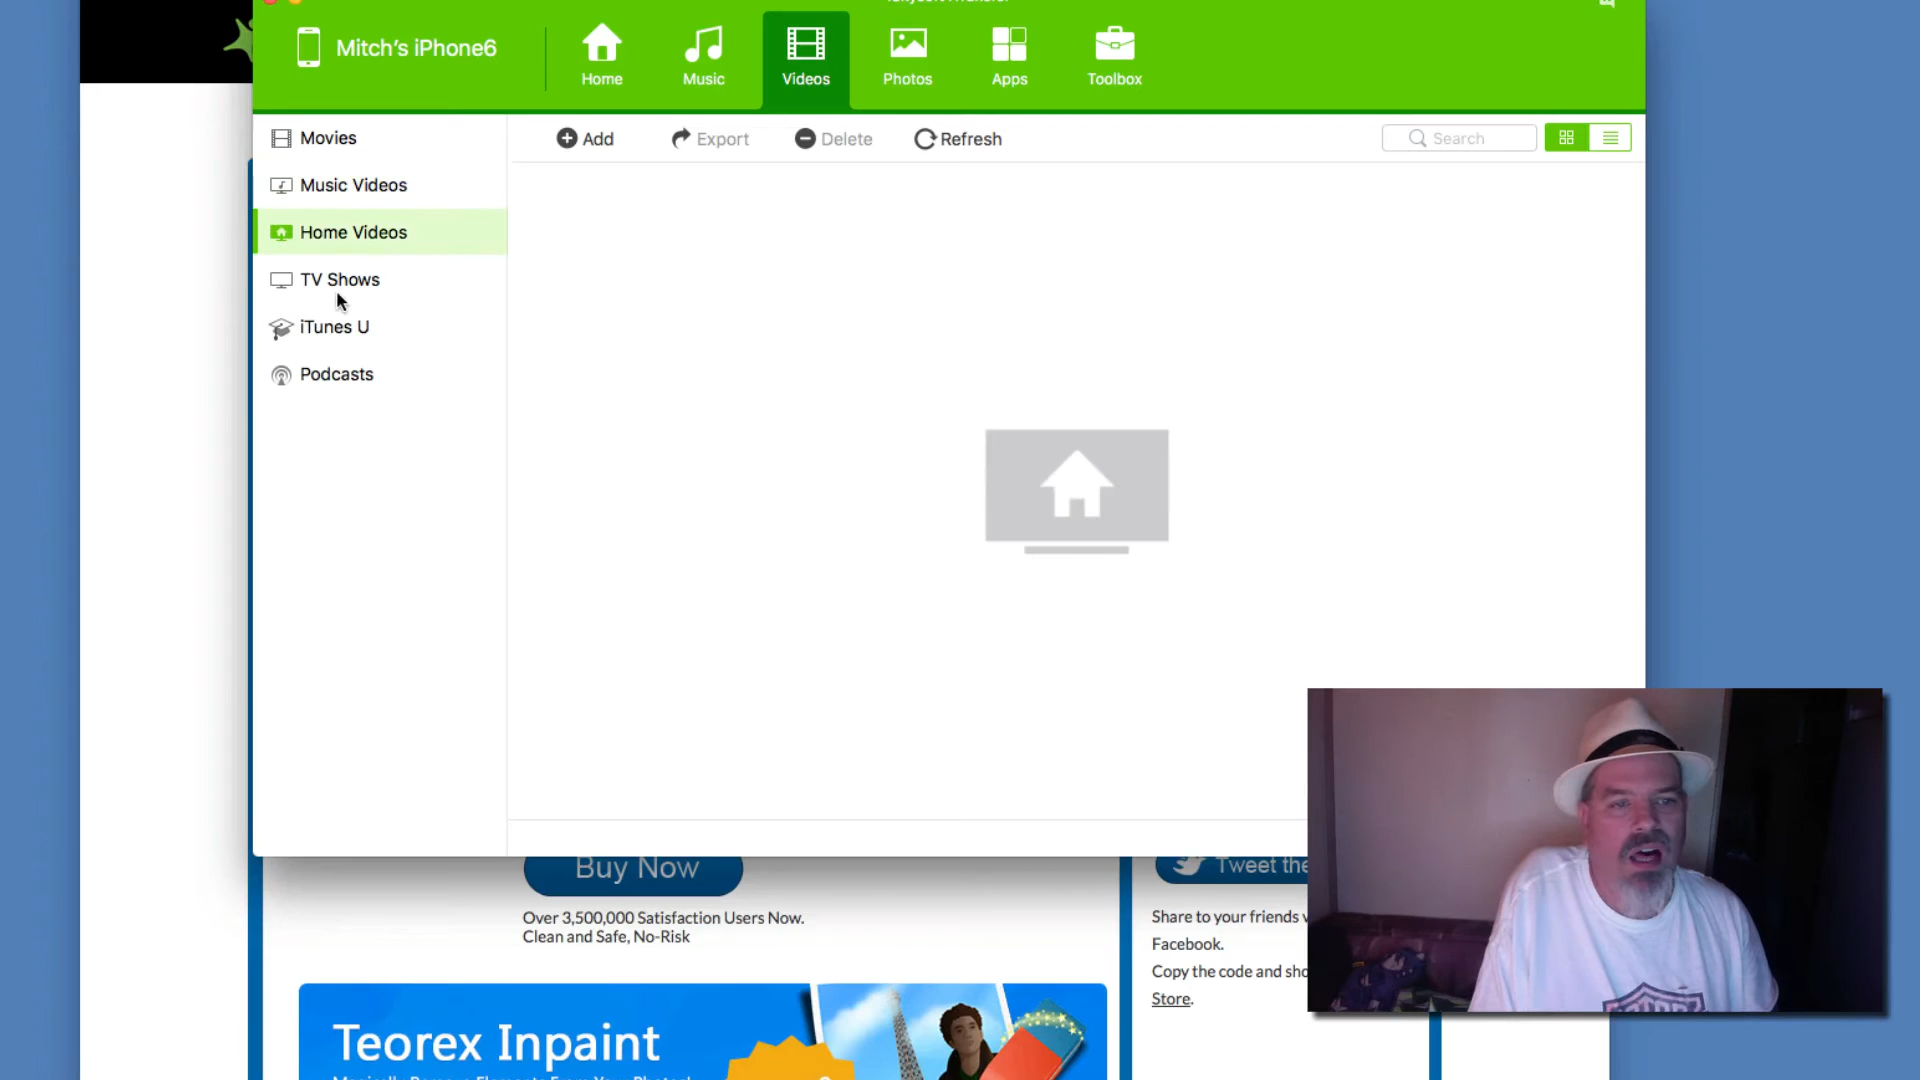 Mitch's iPhone6
Home
Music
Videos
Photos
Apps
Toolbox
Movies
Music Videos
Home Videos
TV Shows
iTunes U
Podcasts
Add
Export
Delete
Refresh
Search
Buy Now
Over 3,500,000 Satisfaction Users Now.
Clean and Safe, No-Risk
Tweet the
Share to your friends
Facebook.
Copy the code and sho
Store.
Teorex Inpaint